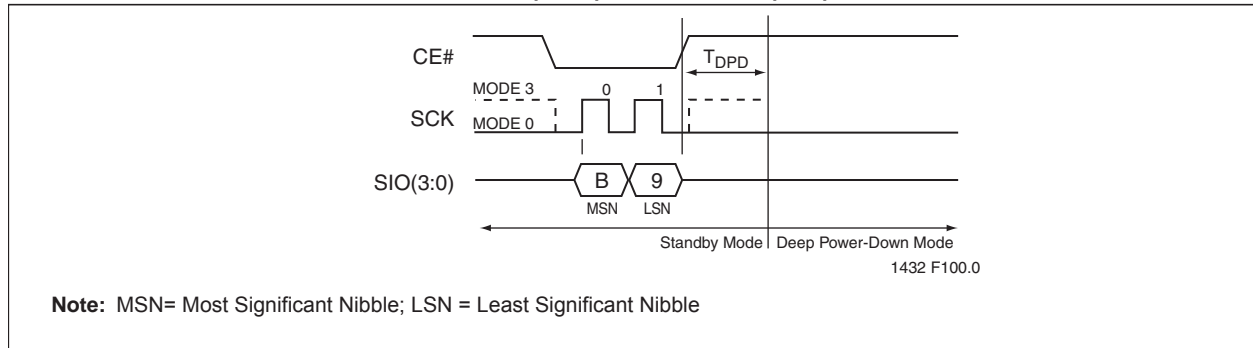 CE#
T_DPD
MODE 3
0 1
SCK
MODE 0
SIO(3:0)
B 9
MSN LSN
Standby Mode Deep Power-Down Mode
1432 F100.0
Note: MSN= Most Significant Nibble; LSN = Least Significant Nibble